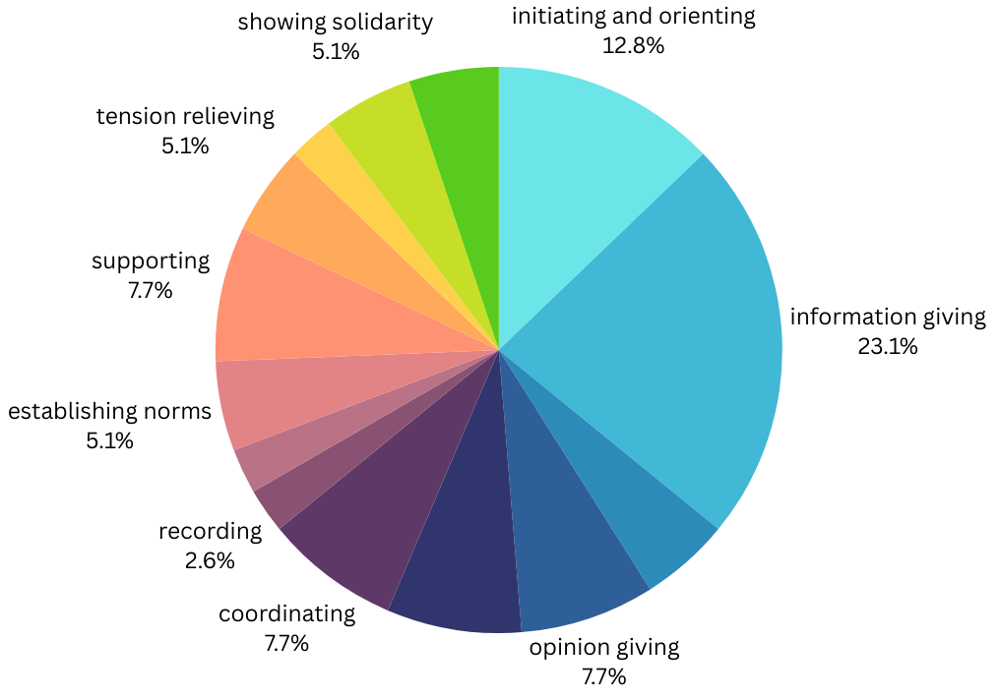 initiating and orienting
12.8%
information giving
23.1%
opinion giving
7.7%
coordinating
7.7%
recording
2.6%
establishing norms
5.1%
supporting
7.7%
tension relieving
5.1%
showing solidarity
5.1%